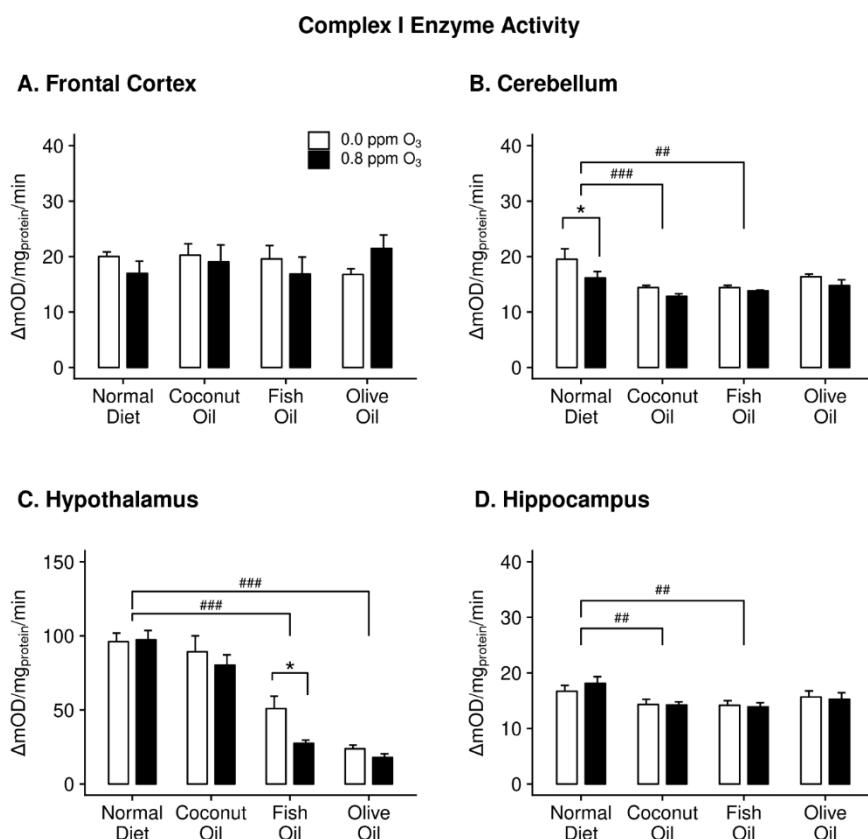 Complex I Enzyme Activity
A. Frontal Cortex
40
30
20
10
0
ΔmOD/mgprotein/min
0.0 ppm O3
0.8 ppm O3
Normal Diet
Coconut Oil
Fish Oil
Olive Oil
B. Cerebellum
40
30
20
10
0
ΔmOD/mgprotein/min
##
###
*
Normal Diet
Coconut Oil
Fish Oil
Olive Oil
C. Hypothalamus
150
100
50
0
ΔmOD/mgprotein/min
###
###
*
Normal Diet
Coconut Oil
Fish Oil
Olive Oil
D. Hippocampus
40
30
20
10
0
ΔmOD/mgprotein/min
##
##
Normal Diet
Coconut Oil
Fish Oil
Olive Oil